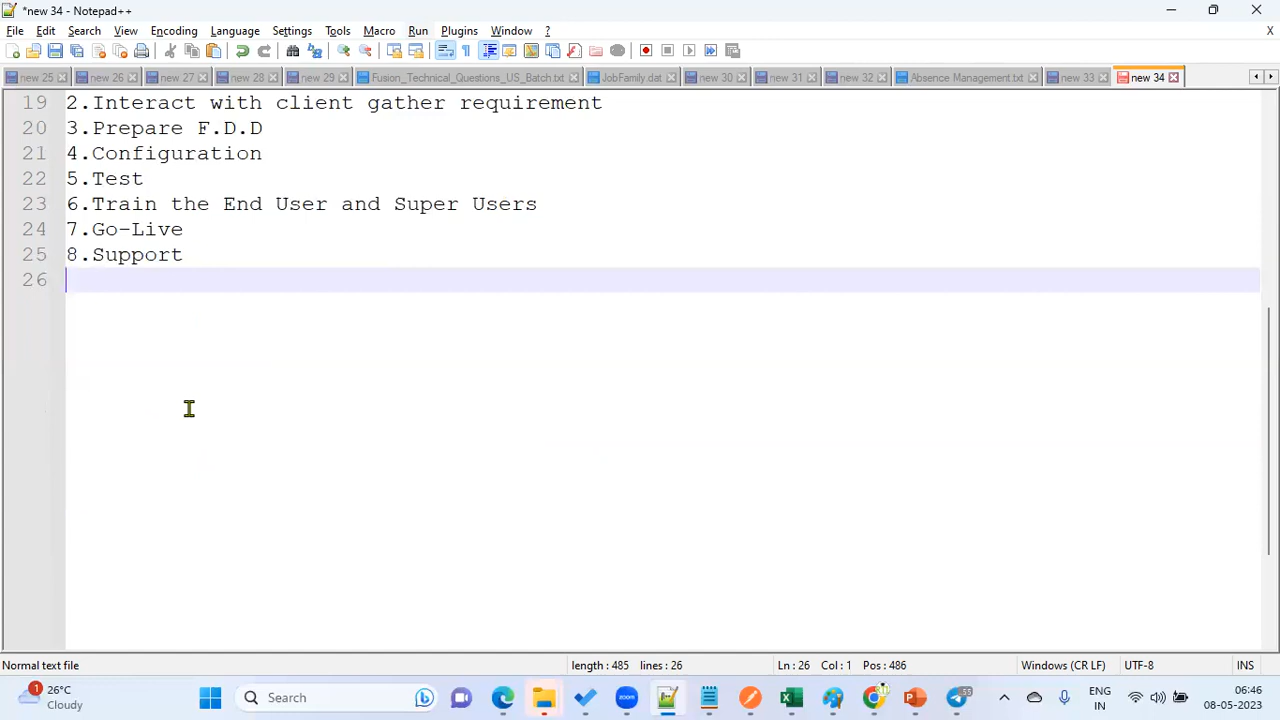 *new 34 - Notepad++
File Edit Search View Encoding Language Settings Tools Macro Run Plugins Window ? X
new 25 new 26 new 27 new 28 new 29 Fusion_Tecnical_Questions_US_Batch.txt JobFamily.dat new 30 new 31 new 32 Absence Management.txt new 33 new 34
19 2.Interact with client gather requirement
20 3.Prepare F.D.D
21 4.Configuration
22 5.Test
23 6.Train the End User and Super Users
24 7.Go-Live
25 8.Support
26
Normal text file length : 485 lines : 26 Ln : 26 Col : 1 Pos : 486 Windows (CR LF) UTF-8 INS
1 26°C Cloudy Search 55 ENG IN 06:46 08-05-2023